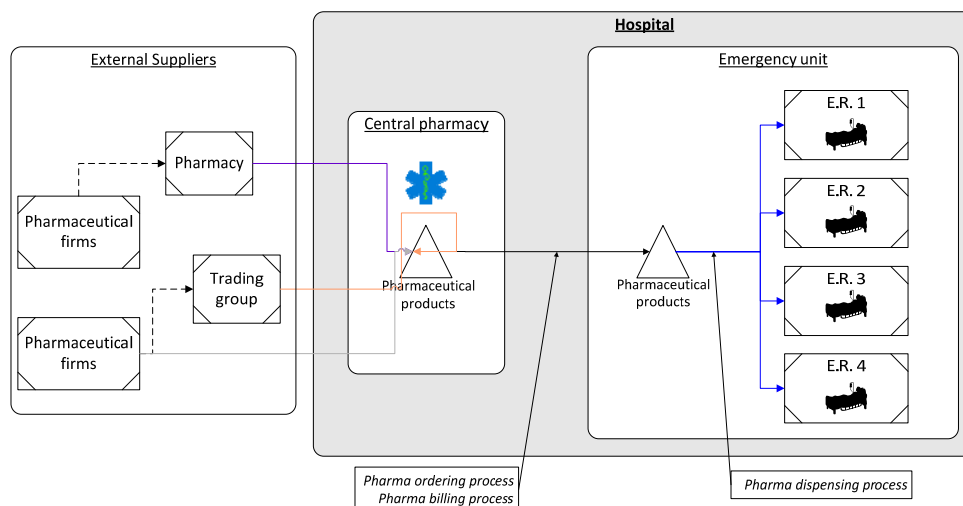 Hospital
External Suppliers
Emergency unit
Central pharmacy
Pharmacy
Pharmaceutical
firms
Trading
group
Pharmaceutical
firms
Pharmaceutical
products
Pharmaceutical
products
E.R. 1
E.R. 2
E.R. 3
E.R. 4
Pharma ordering process
Pharma billing process
Pharma dispensing process